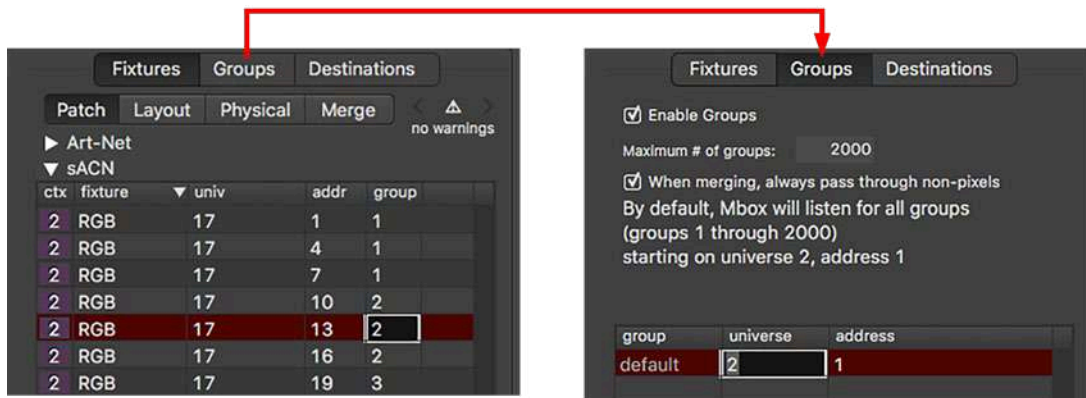 Fixtures Groups Destinations
Patch Layout Physical Merge
no warnings
Art-Net
sACN
ctx fixture univ addr group
2 RGB 17 1 1
2 RGB 17 4 1
2 RGB 17 7 1
2 RGB 17 10 2
2 RGB 17 13 2
2 RGB 17 16 2
2 RGB 17 19 3
Fixtures Groups Destinations
Enable Groups
Maximum # of groups: 2000
When merging, always pass through non-pixels
By default, Mbox will listen for all groups
(groups 1 through 2000)
starting on universe 2, address 1
group universe address
default 2 1